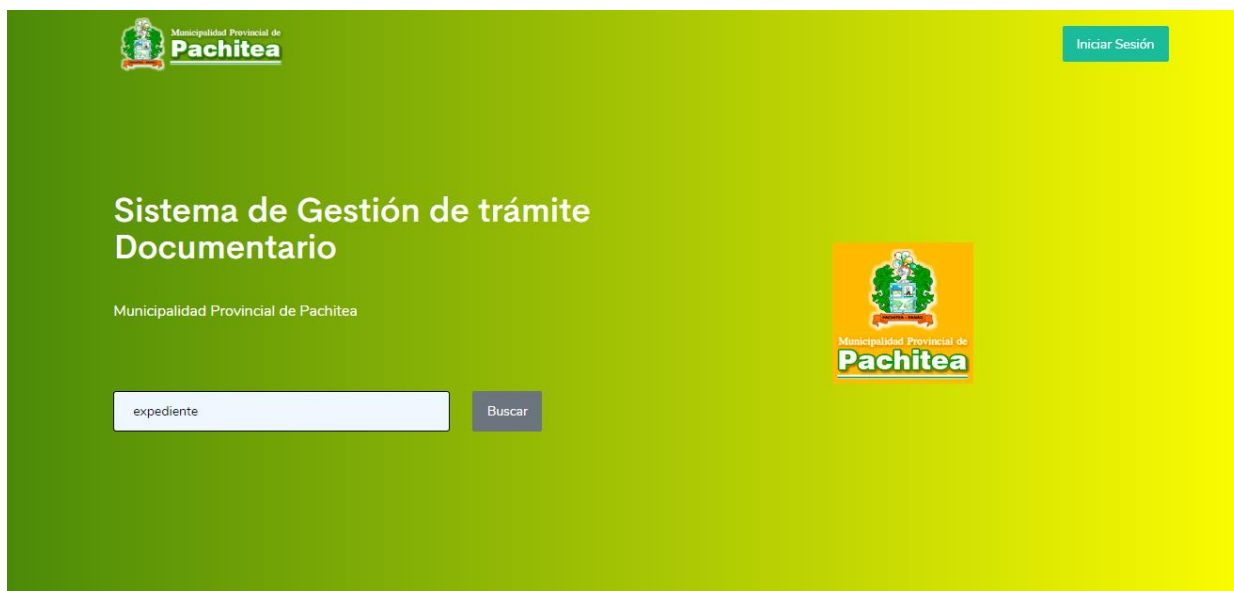 Municipalidad Provincial de
Pachitea
Iniciar Sesión
Sistema de Gestión de trámite
Documentario
Municipalidad Provincial de Pachitea
expediente
Buscar
Municipalidad Provincial de
Pachitea